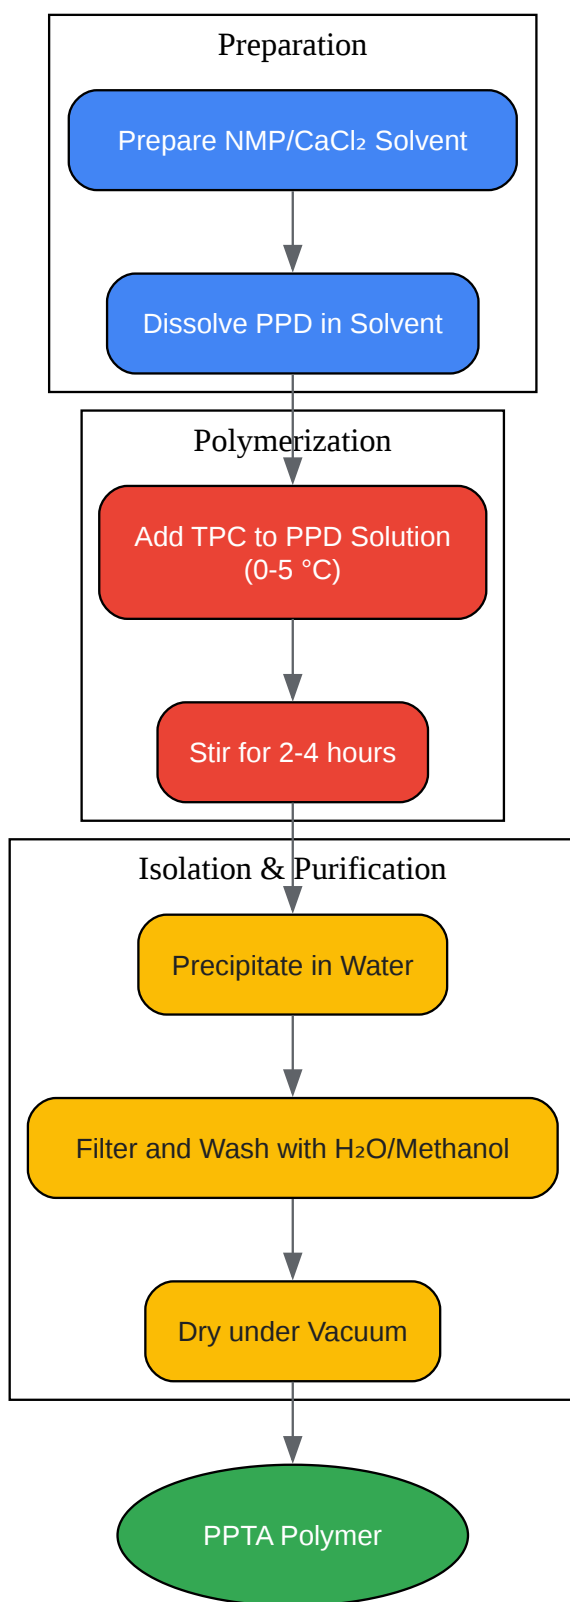 Preparation
Prepare NMP/CaCl₂ Solvent
Dissolve PPD in Solvent
Polymerization
Add TPC to PPD Solution
(0-5 °C)
Stir for 2-4 hours
Isolation & Purification
Precipitate in Water
Filter and Wash with H₂O/Methanol
Dry under Vacuum
PPTA Polymer